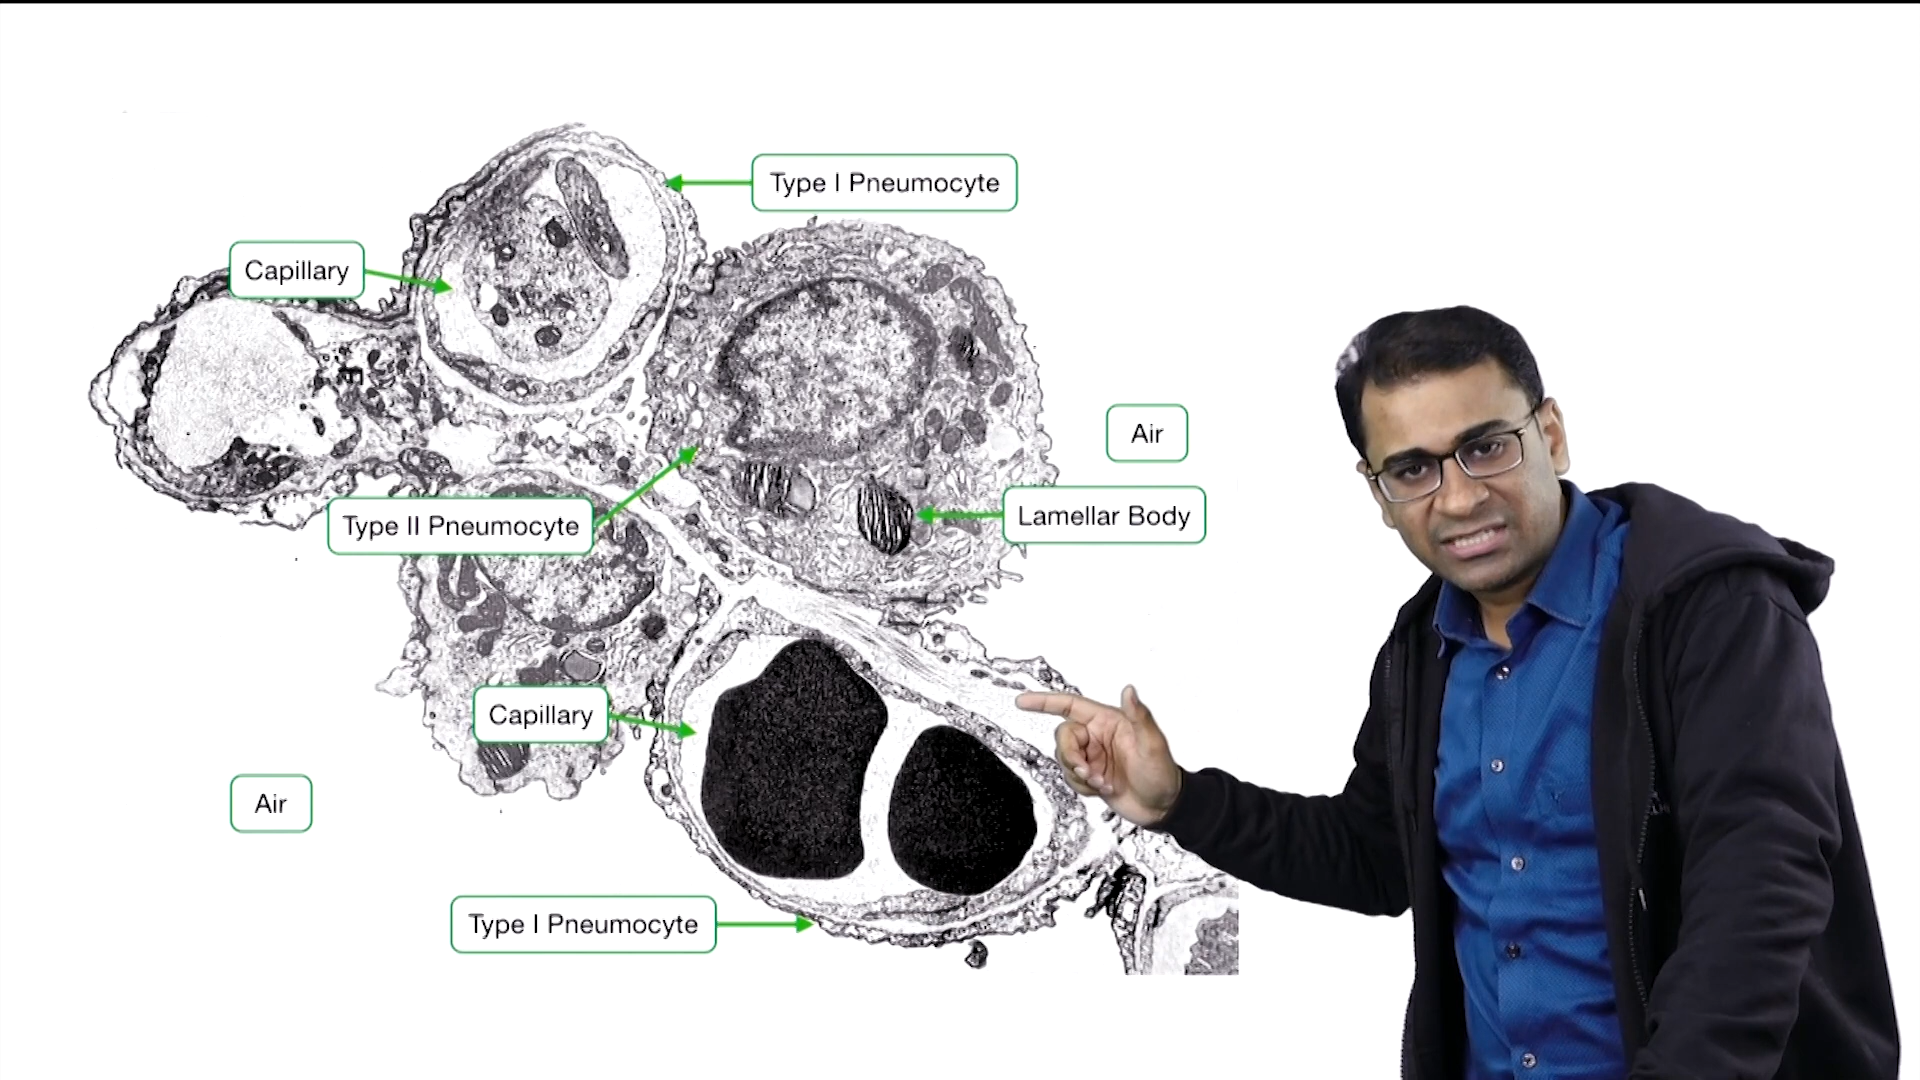 Type I Pneumocyte
Capillary
Air
Lamellar Body
Type II Pneumocyte
Capillary
Air
Type I Pneumocyte